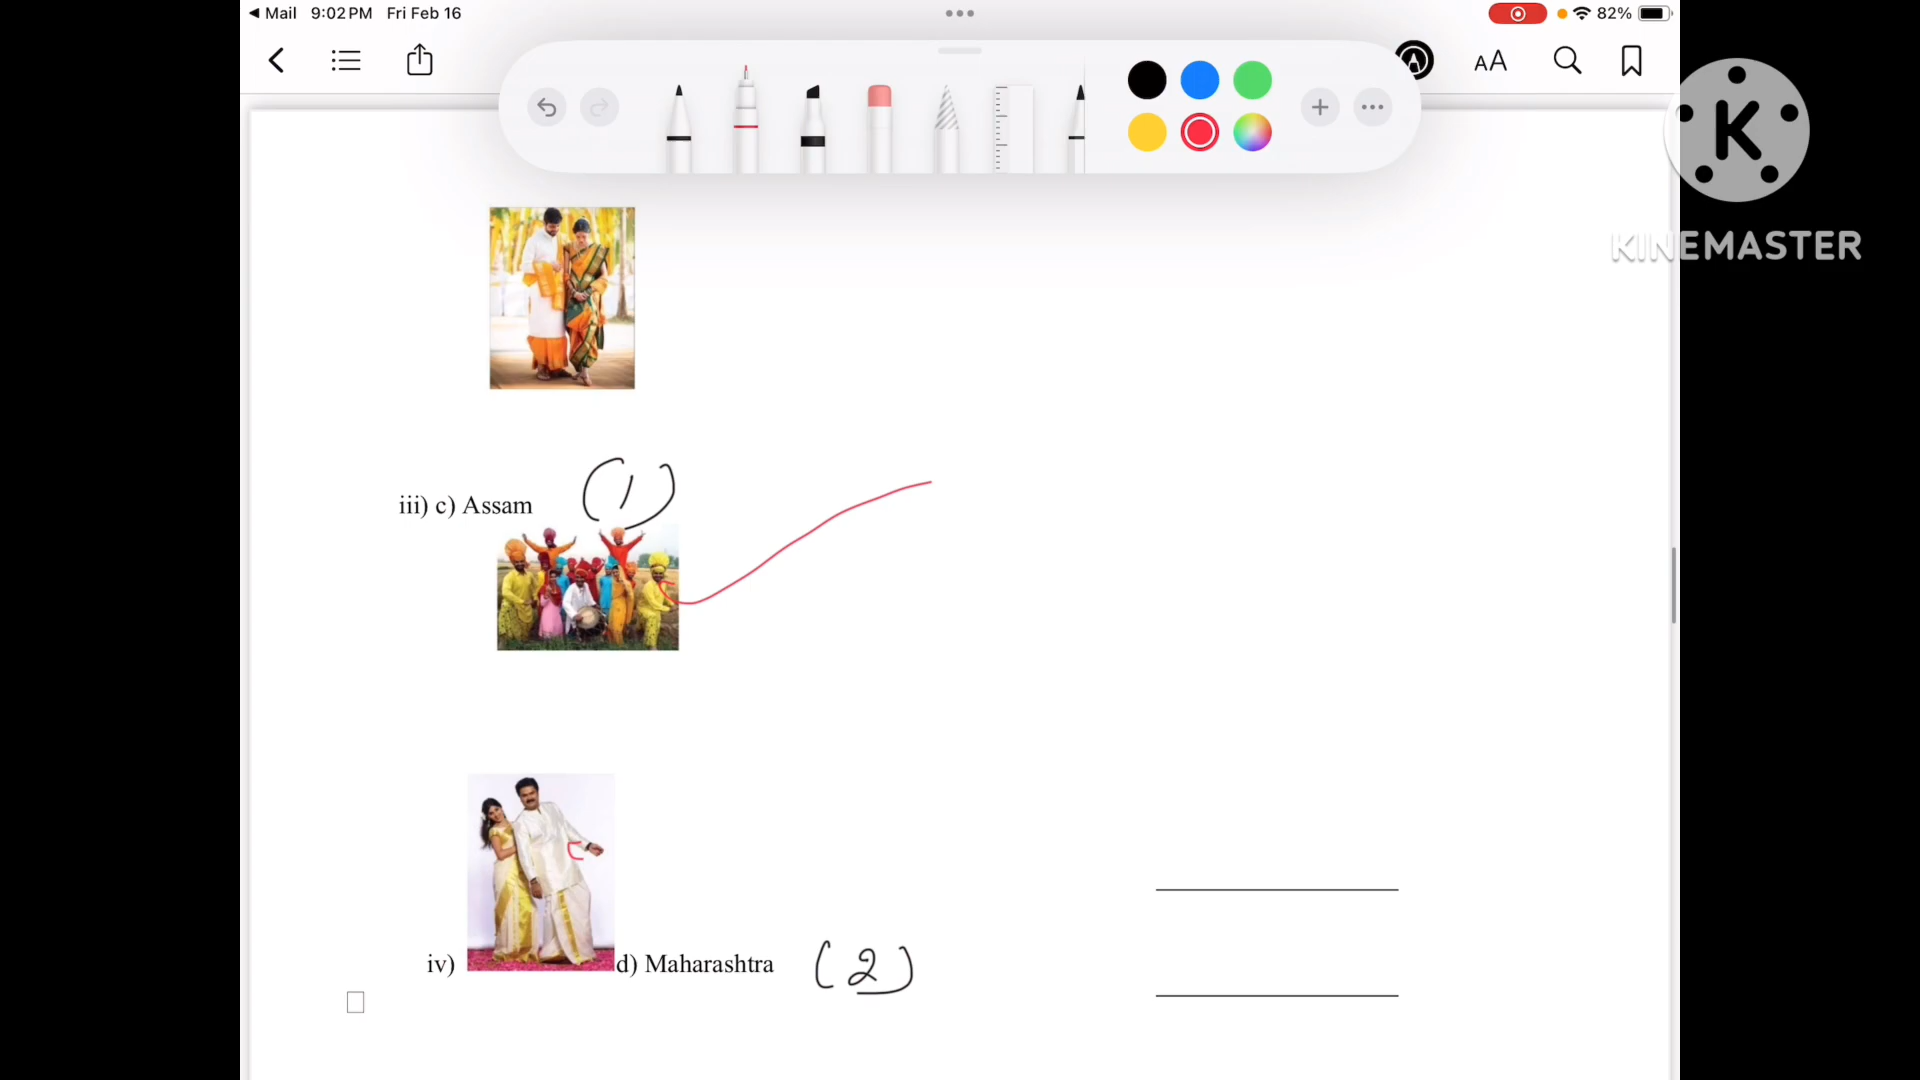 Mail 9:02 PM Fri Feb 16
82%
AA
K
KINEMASTER
iii) c) Assam (1)
iv) d) Maharashtra (2)